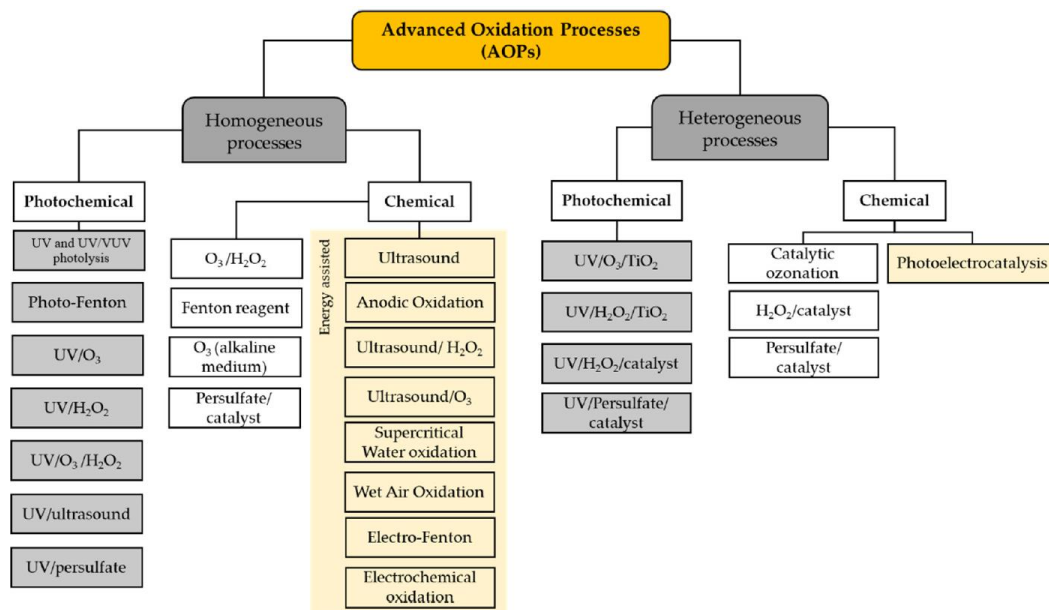 Advanced Oxidation Processes
(AOPs)
Homogeneous
processes
Heterogeneous
processes
Photochemical
UV and UV/VUV
photolysis
Photo-Fenton
UV/O₃
UV/H₂O₂
UV/O₃/H₂O₂
UV/ultrasound
UV/persulfate
Chemical
O₃/H₂O₂
Fenton reagent
O₃ (alkaline
medium)
Persulfate/
catalyst
Energy assisted
Ultrasound
Anodic Oxidation
Ultrasound/ H₂O₂
Ultrasound/O₃
Supercritical
Water oxidation
Wet Air Oxidation
Electro-Fenton
Electrochemical
oxidation
Photochemical
UV/O₃/TiO₂
UV/H₂O₂/TiO₂
UV/H₂O₂/catalyst
UV/Persulfate/
catalyst
Chemical
Catalytic
ozonation
H₂O₂/catalyst
Persulfate/
catalyst
Photoelectrocatalysis